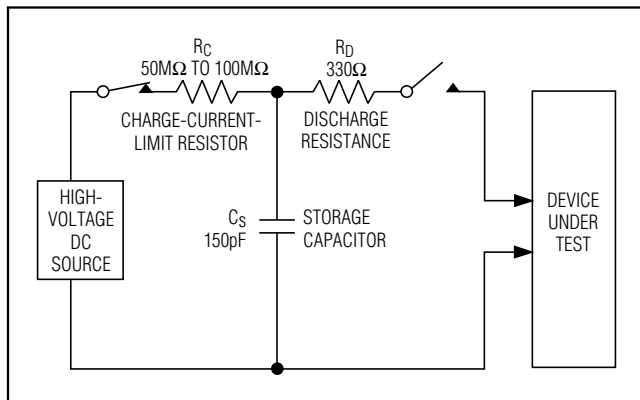 R_C
50MΩ TO 100MΩ
CHARGE-CURRENT-
LIMIT RESISTOR
R_D
330Ω
DISCHARGE
RESISTANCE
HIGH-
VOLTAGE
DC
SOURCE
C_S
150pF
STORAGE
CAPACITOR
DEVICE
UNDER
TEST